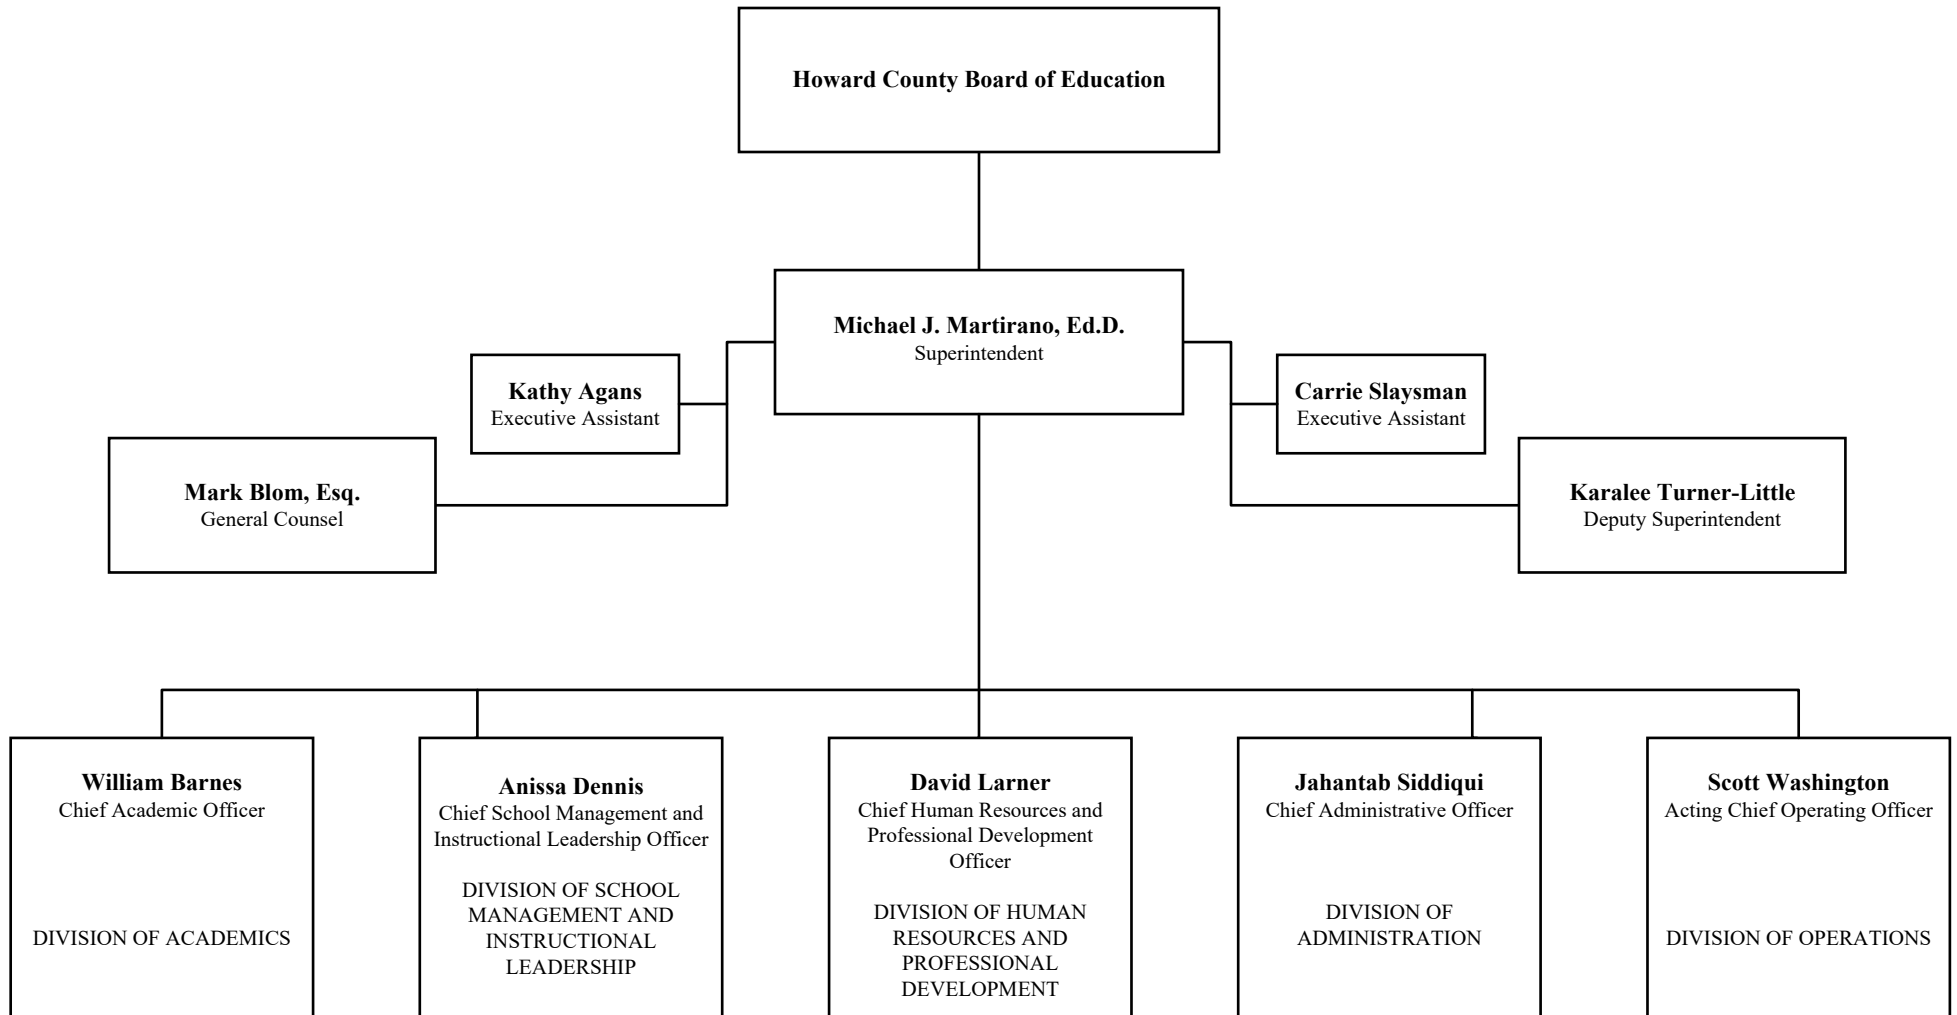 Howard County Board of Education
Michael J. Martirano, Ed.D.
Superintendent
Kathy Agans
Executive Assistant
Carrie Slaysman
Executive Assistant
Mark Blom, Esq.
General Counsel
Karalee Turner-Little
Deputy Superintendent
William Barnes
Chief Academic Officer
DIVISION OF ACADEMICS
Anissa Dennis
Chief School Management and
Instructional Leadership Officer
DIVISION OF SCHOOL
MANAGEMENT AND
INSTRUCTIONAL
LEADERSHIP
David Larner
Chief Human Resources and
Professional Development
Officer
DIVISION OF HUMAN
RESOURCES AND
PROFESSIONAL
DEVELOPMENT
Jahantab Siddiqui
Chief Administrative Officer
DIVISION OF
ADMINISTRATION
Scott Washington
Acting Chief Operating Officer
DIVISION OF OPERATIONS